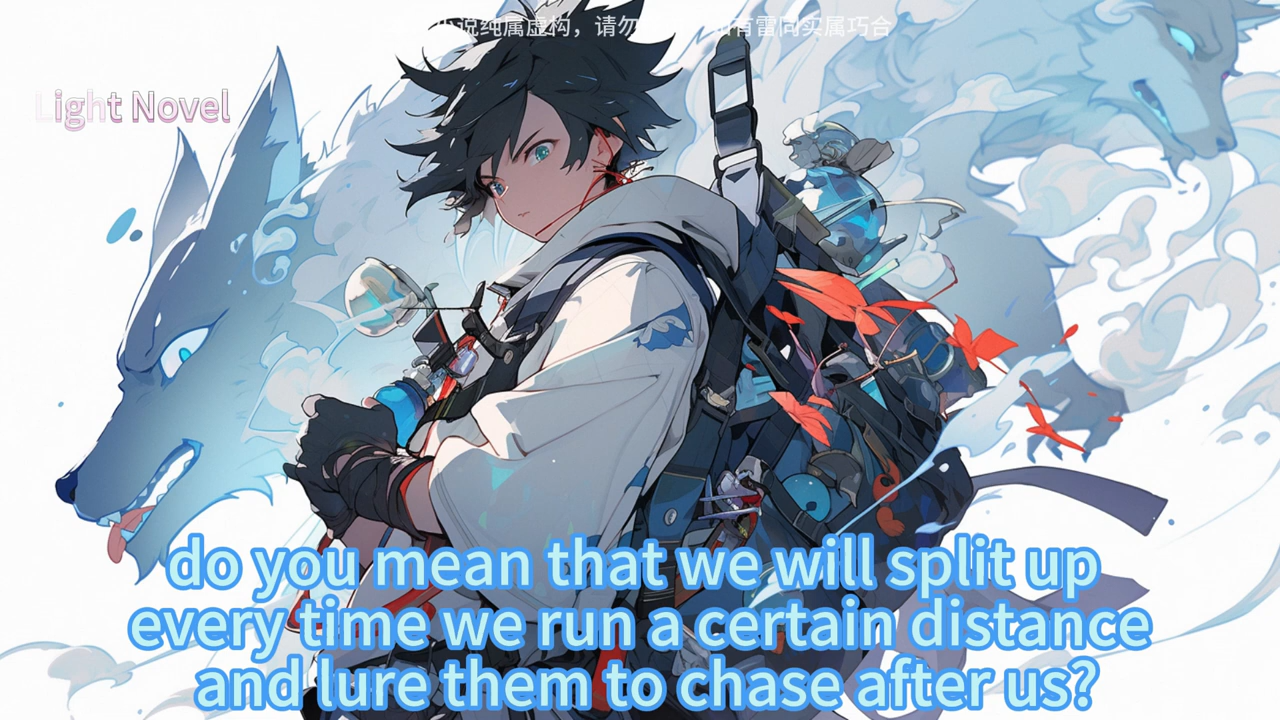 小说纯属虚构，请勿
有雷同实属巧合
Light Novel
do you mean that we will split up
every time we run a certain distance
and lure them to chase after us?